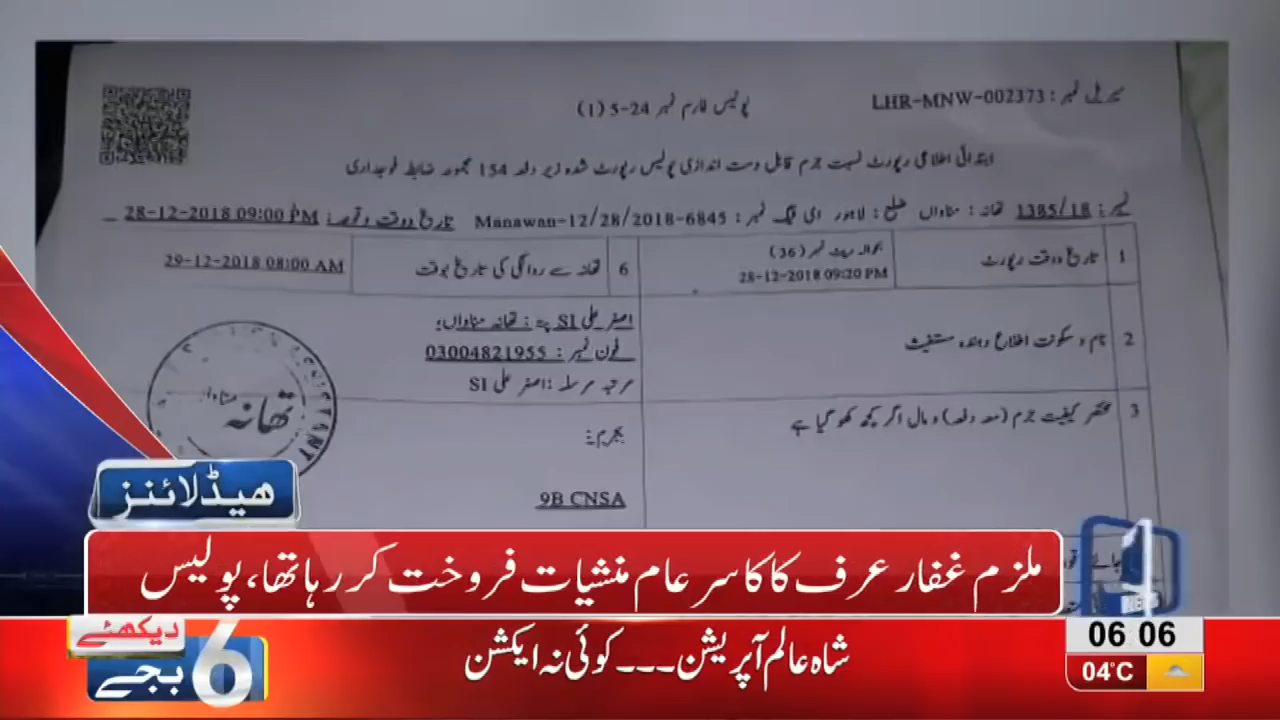 سیریل نمبر : LHR-MNW-002373
پولیس فارم نمبر 24-5 (1)
ابتدائی اطلاعی رپورٹ نسبت جرم قابل دست اندازی پولیس رپورٹ شدہ زیر دفعہ 154 مجموعہ ضابطہ فوجداری
نمبر : 1385/18 تھانہ : مناواں ضلع : لاہور ای ٹیگ نمبر : Manawan-12/28/2018-6845 تاریخ و وقت وقوعہ : 28-12-2018 09:00 PM
1 تاریخ و وقت رپورٹ
بحوالہ رپٹ نمبر (36)
28-12-2018 09:20 PM
6 تھانہ سے روانگی کی تاریخ بوقت
29-12-2018 08:00 AM
2 نام و سکونت اطلاع دہندہ مستغیث
اصغر علی SI پتہ : تھانہ مناواں،
فون نمبر : 03004821955
مرتبہ مرسلہ : اصغر علی SI
3 مختصر کیفیت جرم (معہ دفعہ) و مال اگر کچھ کھو گیا ہے
بجرم :
9B CNSA
تھانہ
مناواں
ہیڈلائنز
ملزم غفار عرف کاکا سرعام منشیات فروخت کر رہا تھا، پولیس
شاہ عالم آپریشن۔۔۔کوئی نہ ایکشن
دیکھئے
6 بجے
1
NEWS
06 06
04°C